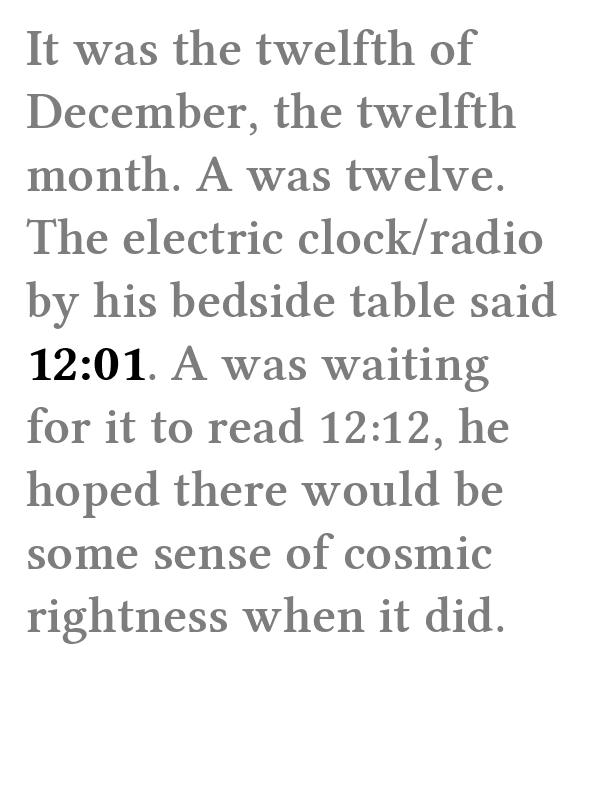 It was the twelfth of
December, the twelfth
month. A was twelve.
The electric clock/radio
by his bedside table said
12:01. A was waiting
for it to read 12:12, he
hoped there would be
some sense of cosmic
rightness when it did.